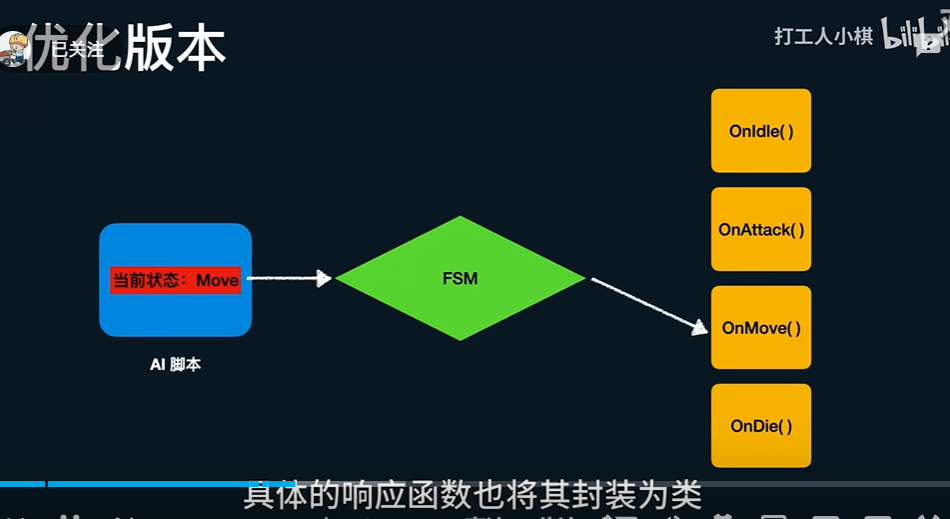 优化版本
已关注
打工人小棋
bilibili
OnIdle( )
OnAttack( )
当前状态：Move
FSM
OnMove( )
AI 脚本
OnDie( )
具体的响应函数也将其封装为类